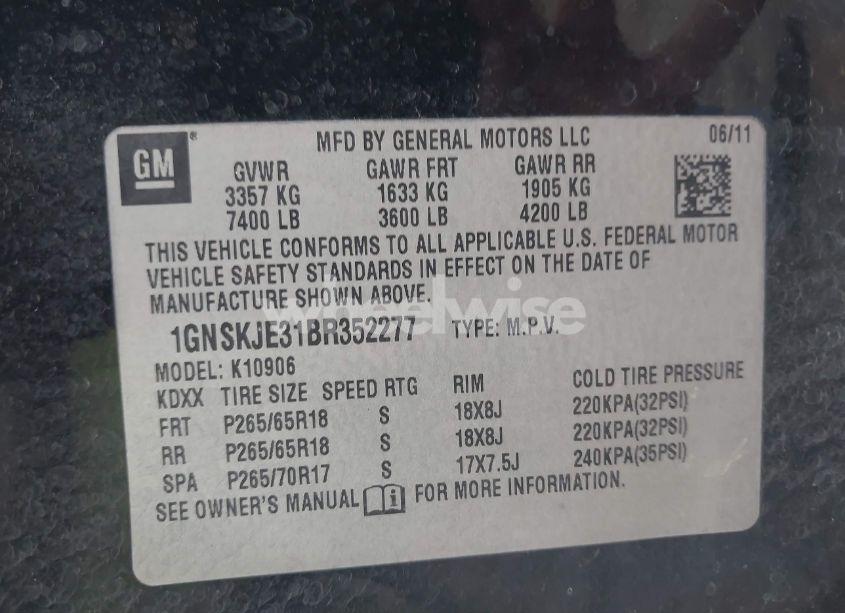 GM
MFD BY GENERAL MOTORS LLC 06/11
GVWR GAWR FRT GAWR RR
3357 KG 1633 KG 1905 KG
7400 LB 3600 LB 4200 LB
THIS VEHICLE CONFORMS TO ALL APPLICABLE U.S. FEDERAL MOTOR
VEHICLE SAFETY STANDARDS IN EFFECT ON THE DATE OF
MANUFACTURE SHOWN ABOVE.
wheelwise
1GNSKJE31BR352277 TYPE: M.P.V.
MODEL: K10906
KDXX TIRE SIZE SPEED RTG RIM COLD TIRE PRESSURE
FRT P265/65R18 S 18X8J 220KPA(32PSI)
RR P265/65R18 S 18X8J 220KPA(32PSI)
SPA P265/70R17 S 17X7.5J 240KPA(35PSI)
SEE OWNER'S MANUAL i FOR MORE INFORMATION.